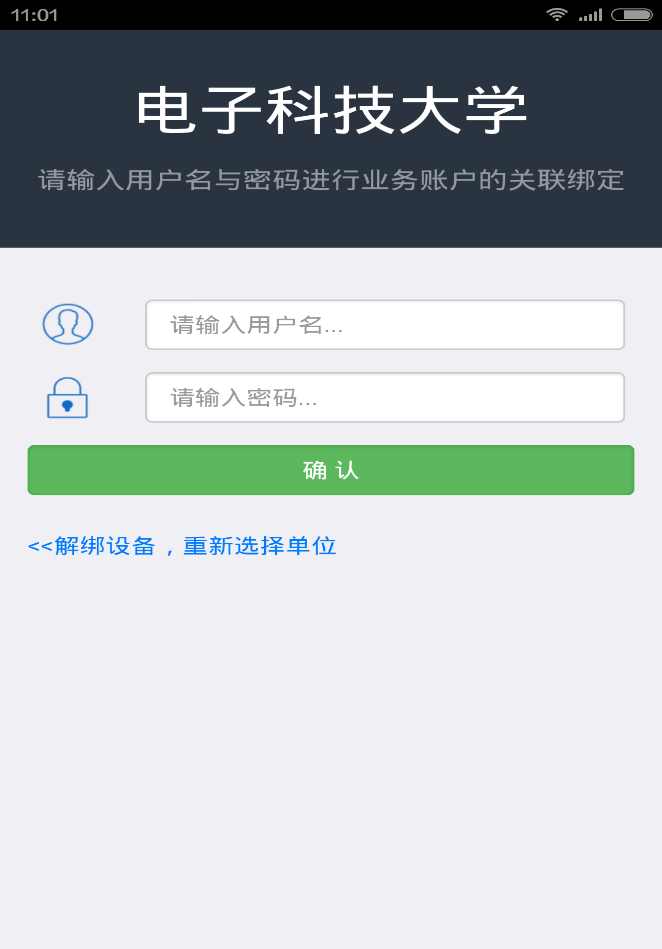 11:01
电子科技大学
请输入用户名与密码进行业务账户的关联绑定
请输入用户名...
请输入密码...
确 认
<<解绑设备，重新选择单位